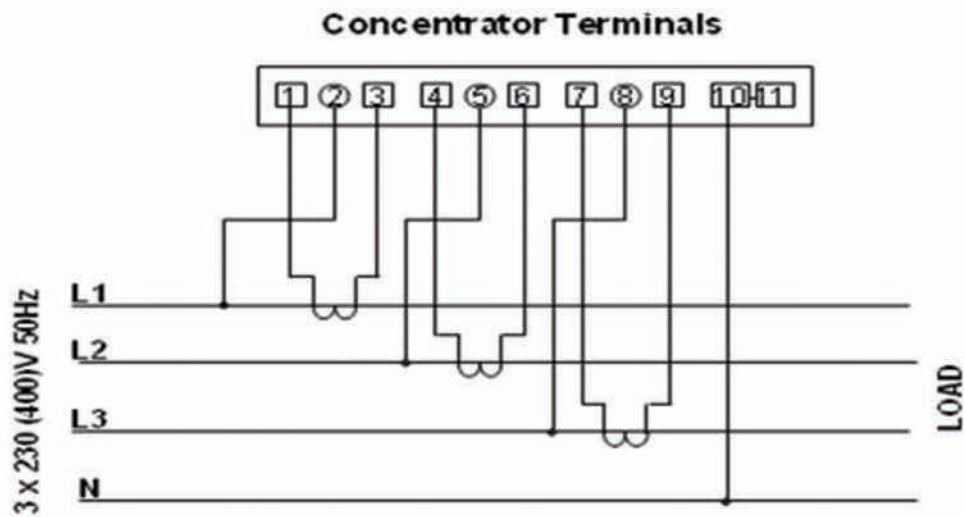 Concentrator Terminals
1 2 3 4 5 6 7 8 9 10 11
L1
L2
L3
N
3 x 230 (400)V 50Hz
LOAD